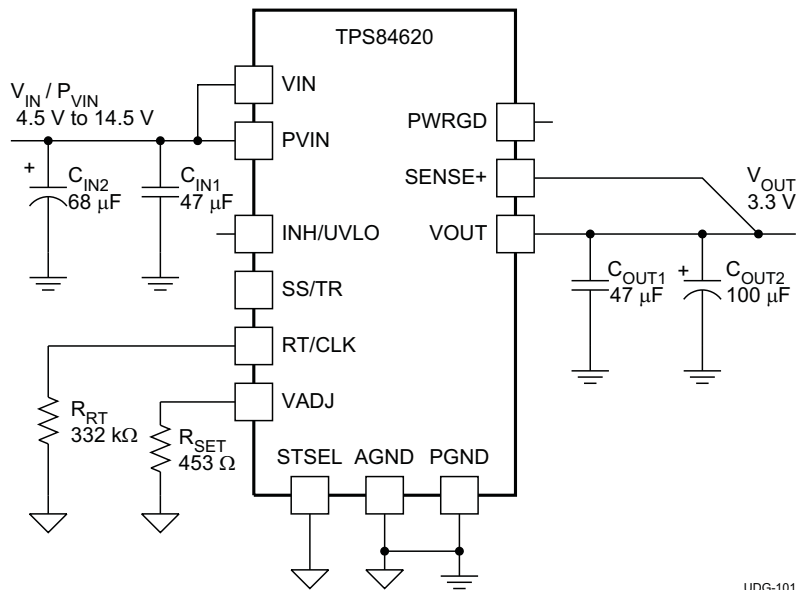 TPS84620
VIN
V_IN / P_VIN
4.5 V to 14.5 V
PWRGD
PVIN
+
C_IN2
68 μF
C_IN1
47 μF
SENSE+
V_OUT
3.3 V
INH/UVLO
VOUT
SS/TR
C_OUT1
47 μF
+
C_OUT2
100 μF
RT/CLK
VADJ
R_RT
332 kΩ
R_SET
453 Ω
STSEL AGND PGND
UDG-101